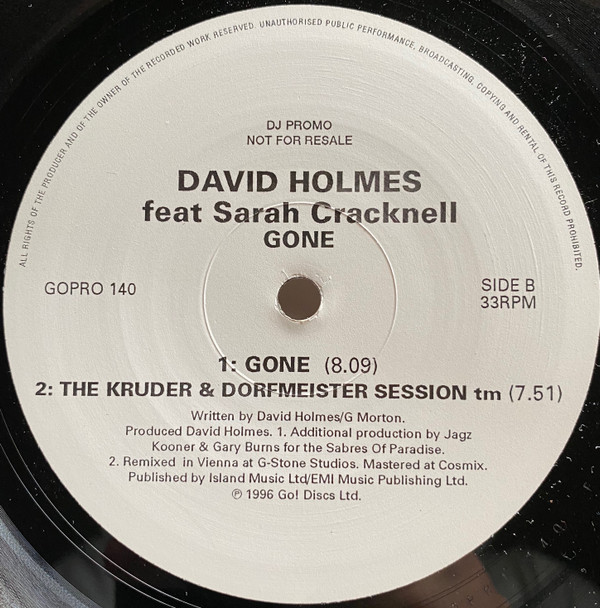 ALL RIGHTS OF THE PRODUCER AND OF THE OWNER OF THE RECORDED WORK RESERVED. UNAUTHORISED PUBLIC PERFORMANCE, BROADCASTING, COPYING AND RENTAL OF THIS RECORD PROHIBITED.
DJ PROMO
NOT FOR RESALE
DAVID HOLMES
feat Sarah Cracknell
GONE
GOPRO 140
SIDE B
33RPM
1: GONE (8.09)
2: THE KRUDER & DORFMEISTER SESSION tm (7.51)
Written by David Holmes/G Morton.
Produced David Holmes. 1. Additional production by Jagz
Kooner & Gary Burns for the Sabres Of Paradise.
2. Remixed in Vienna at G-Stone Studios. Mastered at Cosmix.
Published by Island Music Ltd/EMI Music Publishing Ltd.
℗ 1996 Go! Discs Ltd.